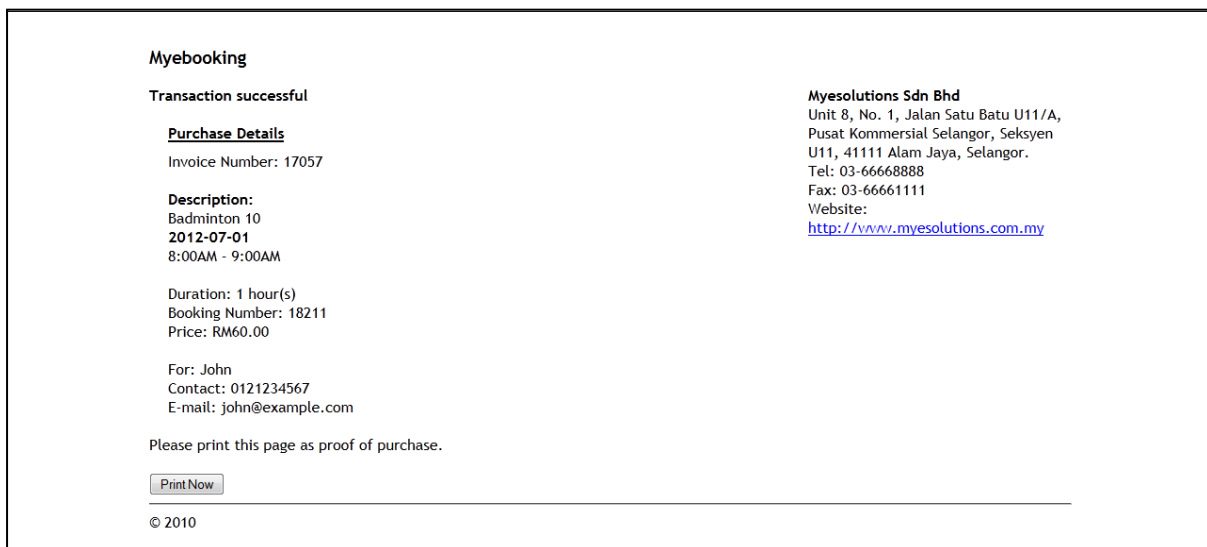 Myebooking
Transaction successful
Purchase Details
Invoice Number: 17057
Description:
Badminton 10
2012-07-01
8:00AM - 9:00AM
Duration: 1 hour(s)
Booking Number: 18211
Price: RM60.00
For: John
Contact: 0121234567
E-mail: john@example.com
Please print this page as proof of purchase.
Print Now
© 2010
Myesolutions Sdn Bhd
Unit 8, No. 1, Jalan Satu Batu U11/A,
Pusat Kommersial Selangor, Seksyen
U11, 41111 Alam Jaya, Selangor.
Tel: 03-66668888
Fax: 03-66661111
Website:
http://www.myesolutions.com.my